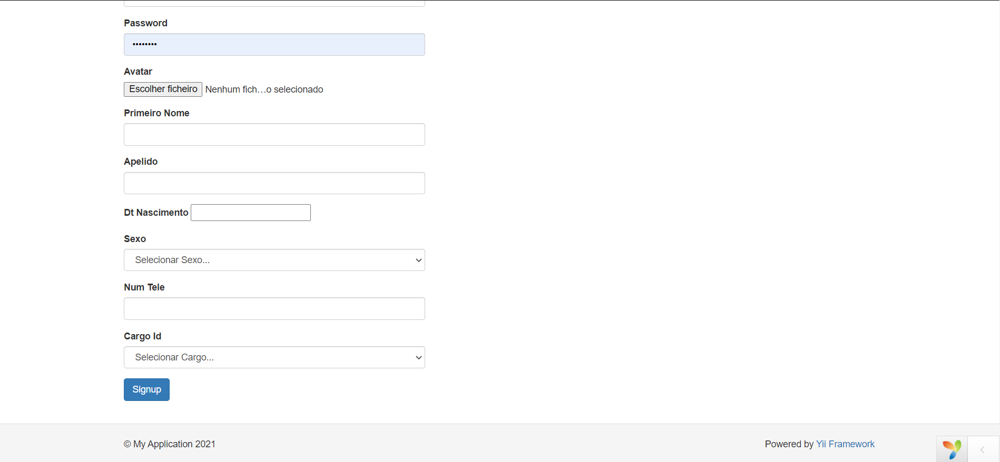 Password
••••••••
Avatar
Escolher ficheiro Nenhum fich…o selecionado
Primeiro Nome
Apelido
Dt Nascimento
Sexo
Selecionar Sexo...
Num Tele
Cargo Id
Selecionar Cargo...
Signup
© My Application 2021
Powered by Yii Framework